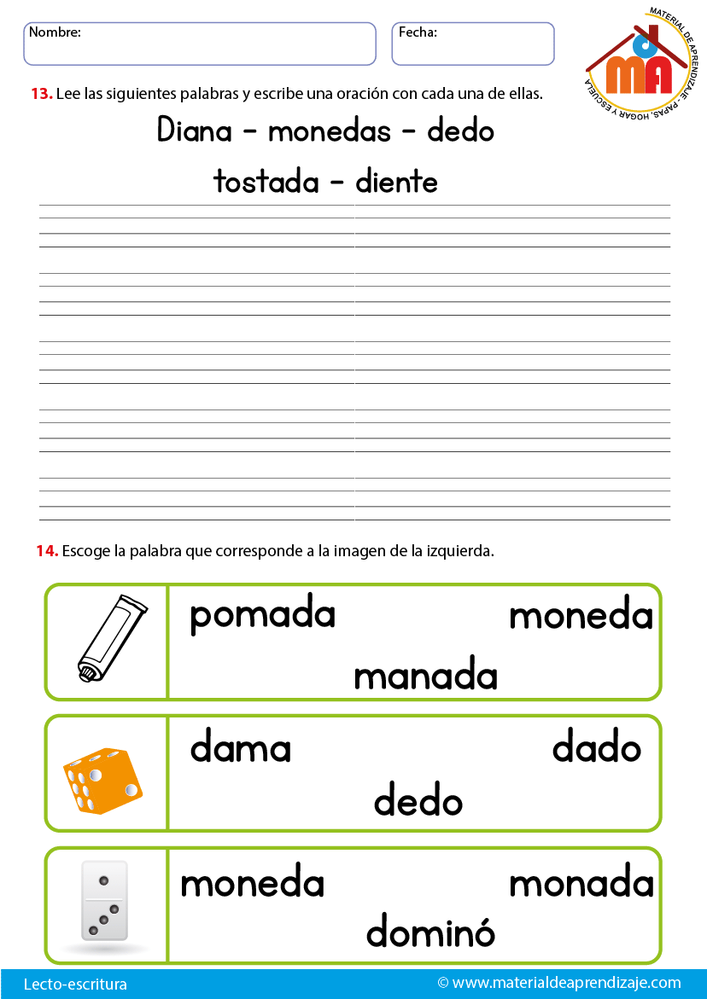 Nombre:
Fecha:
MATERIAL DE APRENDIZAJE - PAPAS, HOGAR Y ESCUELA
dMA
13. Lee las siguientes palabras y escribe una oración con cada una de ellas.
Diana - monedas - dedo
tostada - diente
14. Escoge la palabra que corresponde a la imagen de la izquierda.
pomada moneda
manada
dama dado
dedo
moneda monada
dominó
Lecto-escritura
© www.materialdeaprendizaje.com